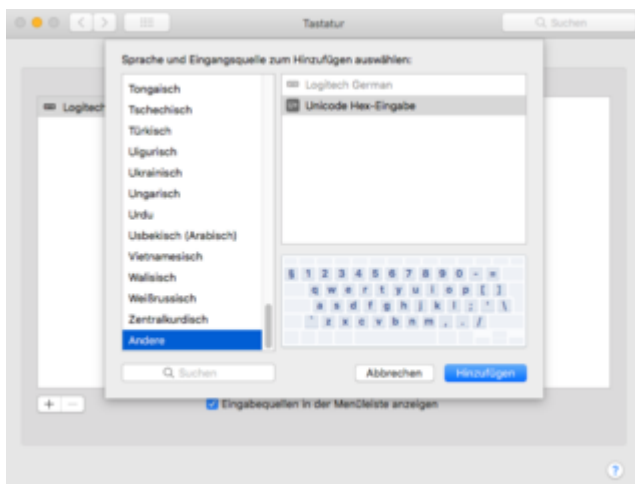 Tastatur
Suchen
Sprache und Eingangsquelle zum Hinzufügen auswählen:
Tongaisch
Tschechisch
Türkisch
Uigurisch
Ukrainisch
Ungarisch
Urdu
Usbekisch (Arabisch)
Vietnamesisch
Walisisch
Weißrussisch
Zentralkurdisch
Andere
Suchen
Logitech German
Unicode Hex-Eingabe
§ 1 2 3 4 5 6 7 8 9 0 - =
q w e r t y u i o p [ ]
a s d f g h j k l ; ' \
` z x c v b n m , . /
Abbrechen
Hinzufügen
Logitech
+ −
Eingabequellen in der Menüleiste anzeigen
?